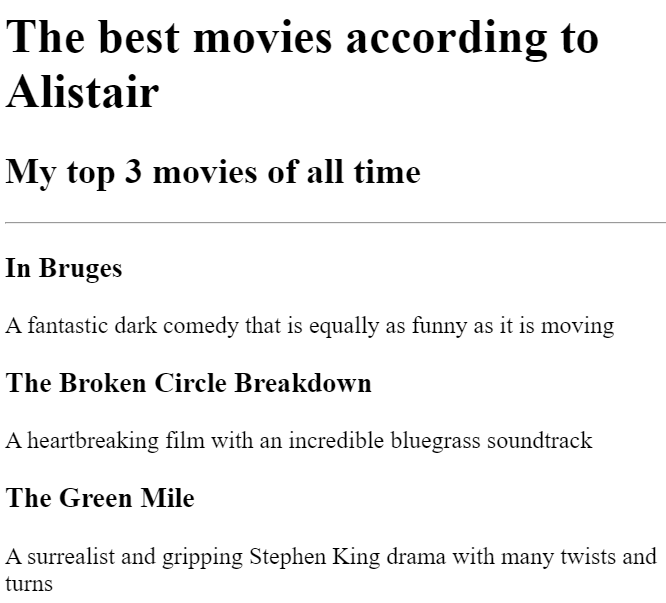 The best movies according to
Alistair
My top 3 movies of all time
In Bruges
A fantastic dark comedy that is equally as funny as it is moving
The Broken Circle Breakdown
A heartbreaking film with an incredible bluegrass soundtrack
The Green Mile
A surrealist and gripping Stephen King drama with many twists and
turns